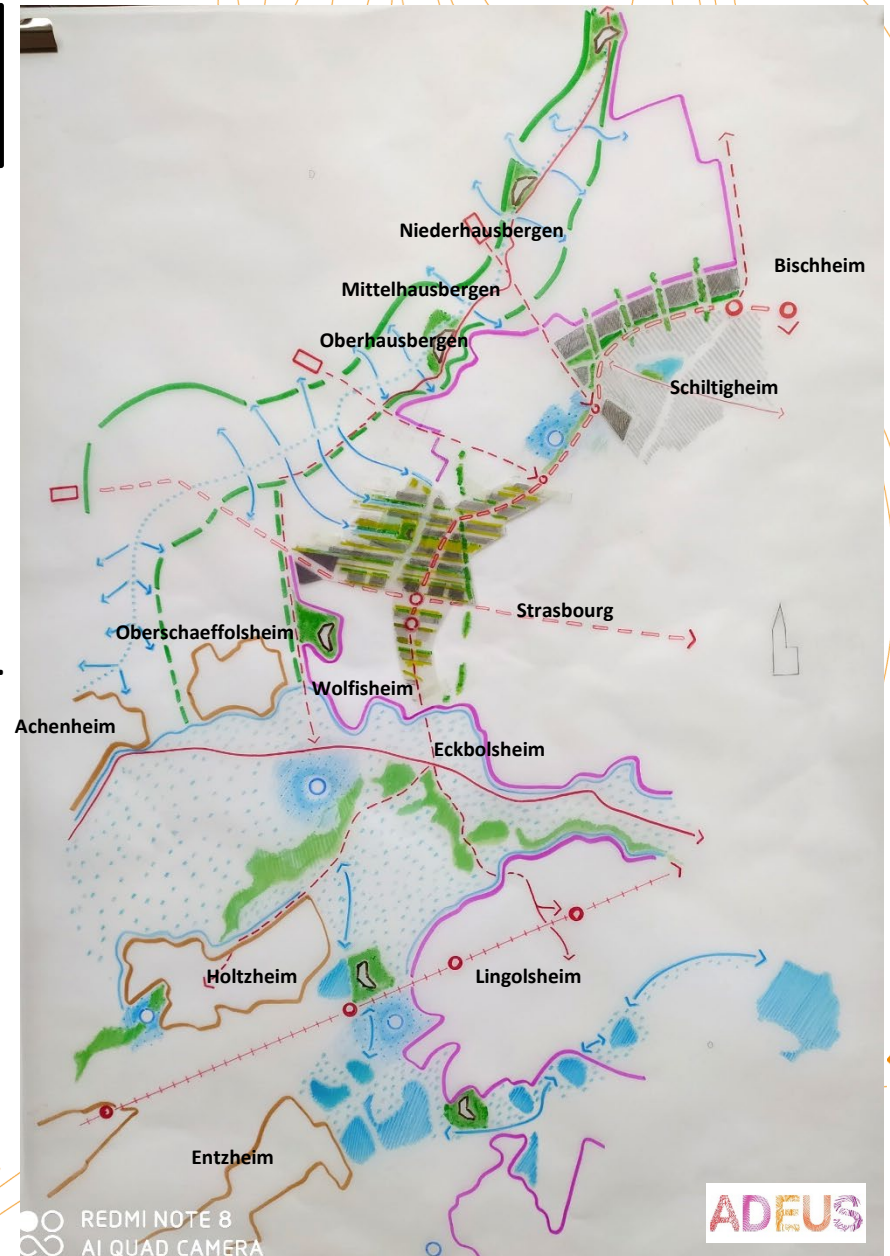 Niederhausbergen
Bischheim
Mittelhausbergen
Oberhausbergen
Schiltigheim
Strasbourg
Oberschaeffolsheim
Wolfisheim
Achenheim
Eckbolsheim
Holtzheim
Lingolsheim
Entzheim
ADEUS
REDMI NOTE 8
AI QUAD CAMERA